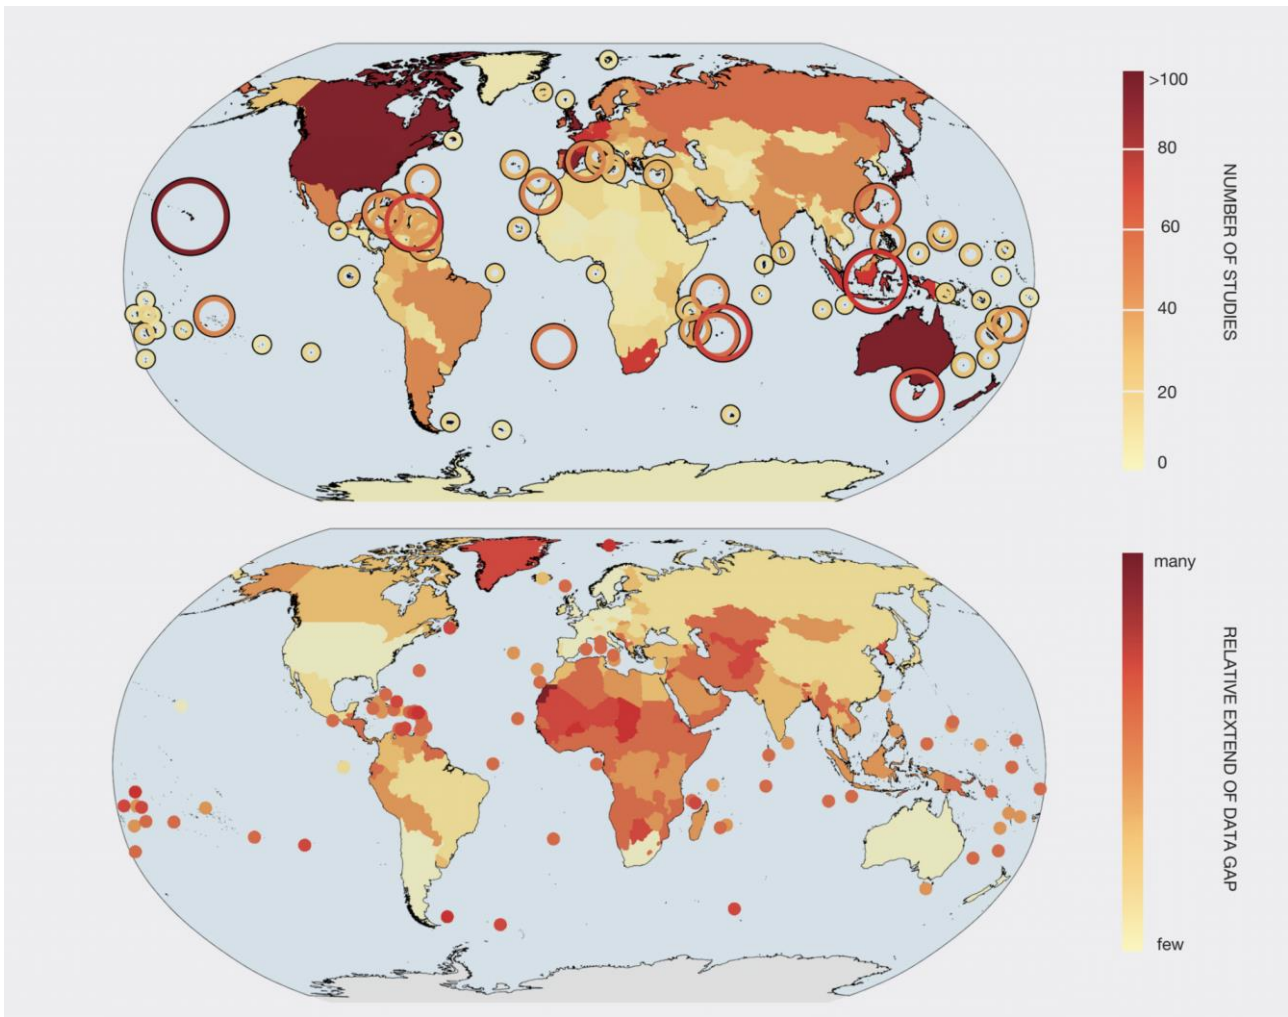 >100
80
60
40
20
0
NUMBER OF STUDIES
many
few
RELATIVE EXTEND OF DATA GAP